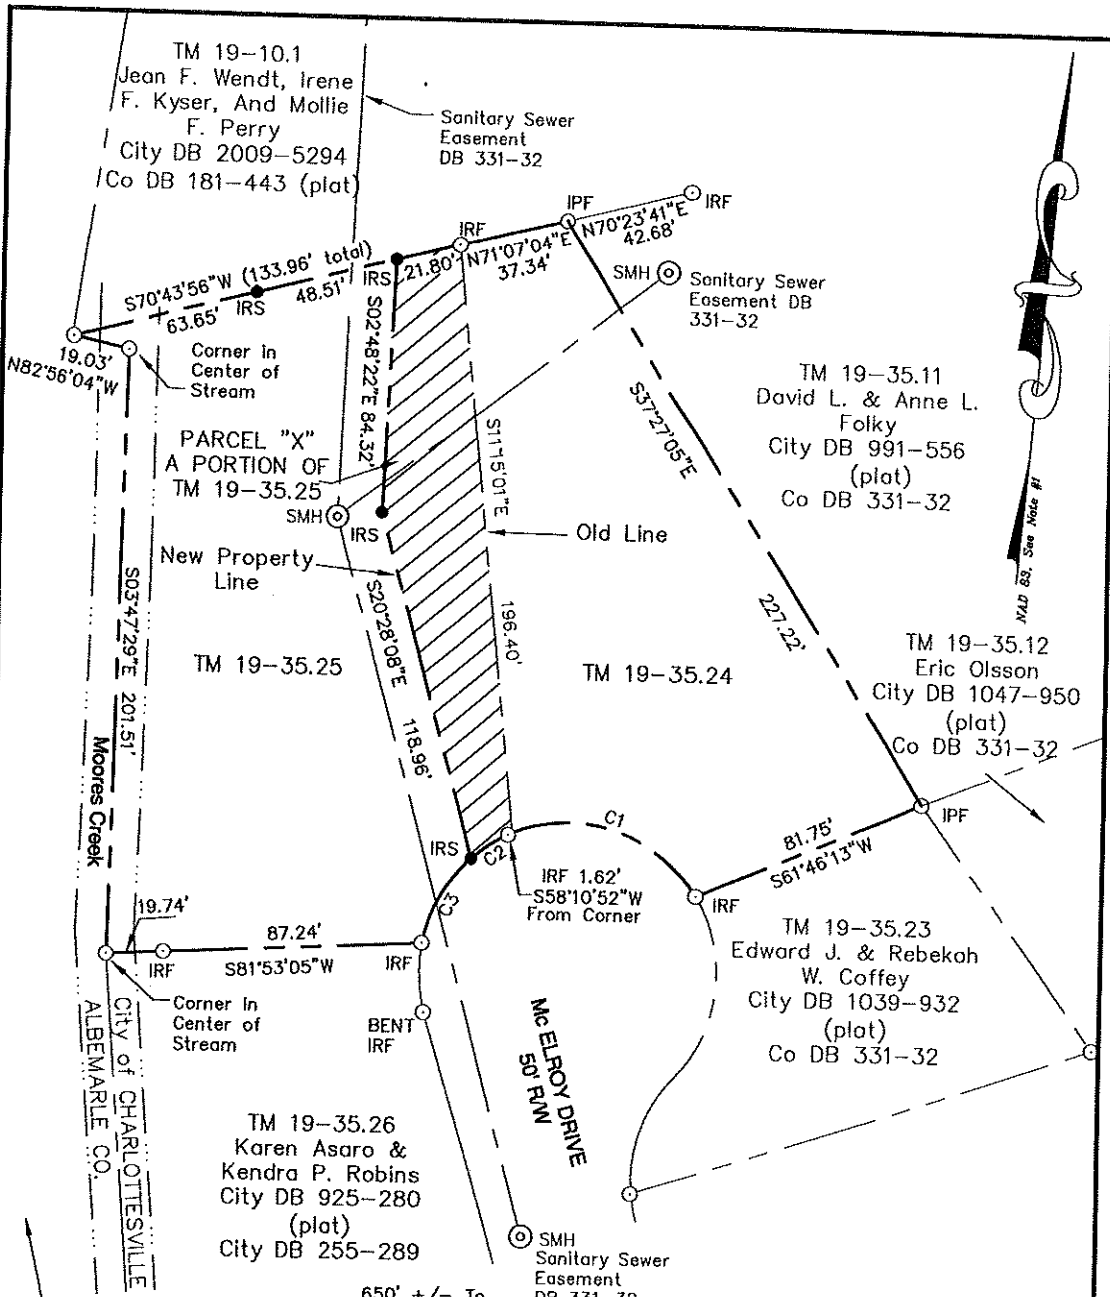 TM 19-10.1
Jean F. Wendt, Irene
F. Kyser, And Mollie
F. Perry
City DB 2009-5294
Co DB 181-443 (plat)
Sanitary Sewer
Easement
DB 331-32
IPF
IRF
N70°23'41"E
42.68'
IRF
N71°07'04"E
37.34'
21.80'
IRS
S70°43'56"W (133.96' total)
48.51'
IRS
63.65'
SMH
Sanitary Sewer
Easement DB
331-32
19.03'
N82°56'04"W
Corner In
Center of
Stream
S02°48'22"E 84.32'
S11°15'01"E
196.40'
S37°27'05"E
227.22'
TM 19-35.11
David L. & Anne L.
Folky
City DB 991-556
(plat)
Co DB 331-32
NAD 83, See Note #1
PARCEL "X"
A PORTION OF
TM 19-35.25
SMH
IRS
Old Line
New Property
Line
S20°28'08"E
118.96'
S03°47'29"E 201.51'
Moores Creek
TM 19-35.25
TM 19-35.24
TM 19-35.12
Eric Olsson
City DB 1047-950
(plat)
Co DB 331-32
IPF
81.75'
S61°46'13"W
IRF
C1
C2
C3
IRS
IRF 1.62'
S58°10'52"W
From Corner
19.74'
IRF
87.24'
S81°53'05"W
IRF
Corner In
Center of
Stream
City of CHARLOTTESVILLE
ALBEMARLE CO.
BENT
IRF
Mc ELROY DRIVE
50' R/W
TM 19-35.23
Edward J. & Rebekah
W. Coffey
City DB 1039-932
(plat)
Co DB 331-32
TM 19-35.26
Karen Asaro &
Kendra P. Robins
City DB 925-280
(plat)
City DB 255-289
SMH
Sanitary Sewer
Easement
DB 331-32
650' +/- To